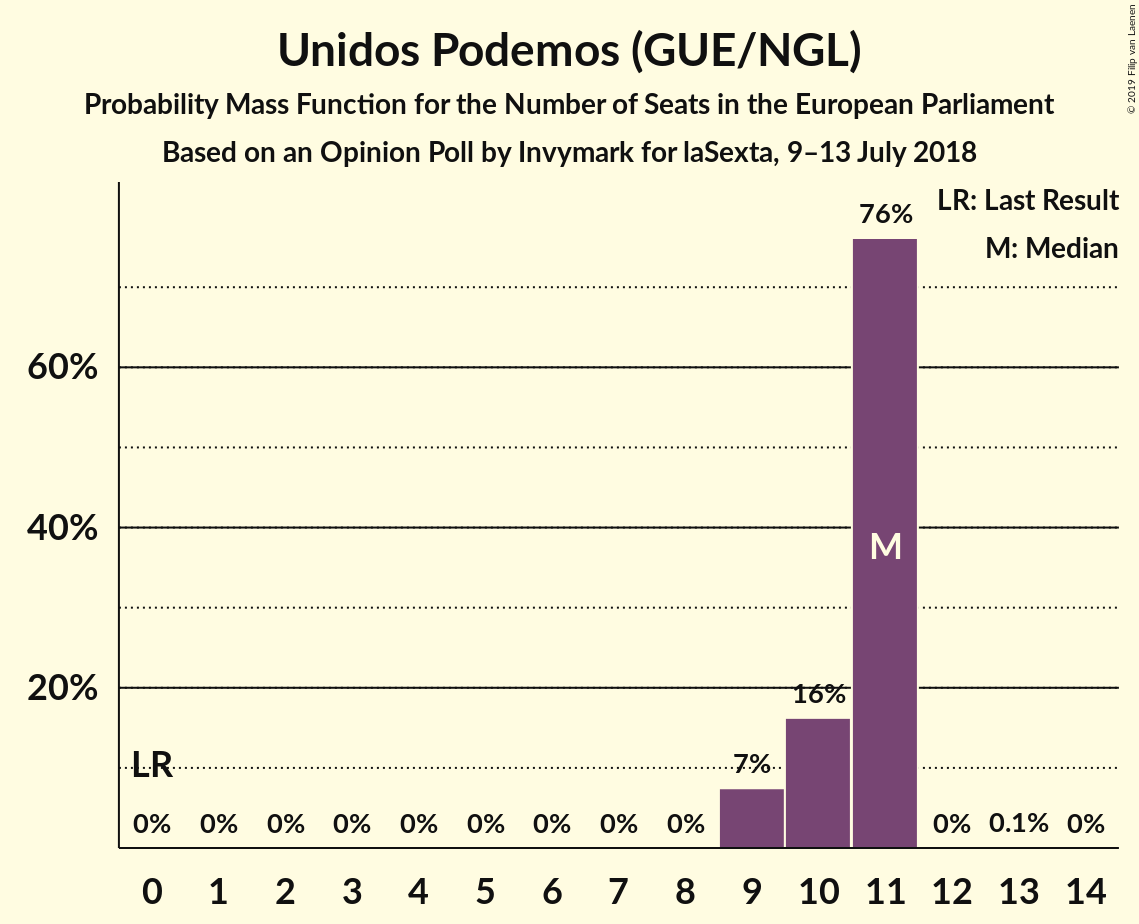 Unidos Podemos (GUE/NGL)
Probability Mass Function for the Number of Seats in the European Parliament
Based on an Opinion Poll by Invymark for laSexta, 9–13 July 2018
© 2019 Filip van Laenen
LR: Last Result
M: Median
76%
60%
40%
M
20%
16%
LR
7%
0% 0% 0% 0% 0% 0% 0% 0% 0% 0% 0.1% 0%
0 1 2 3 4 5 6 7 8 9 10 11 12 13 14